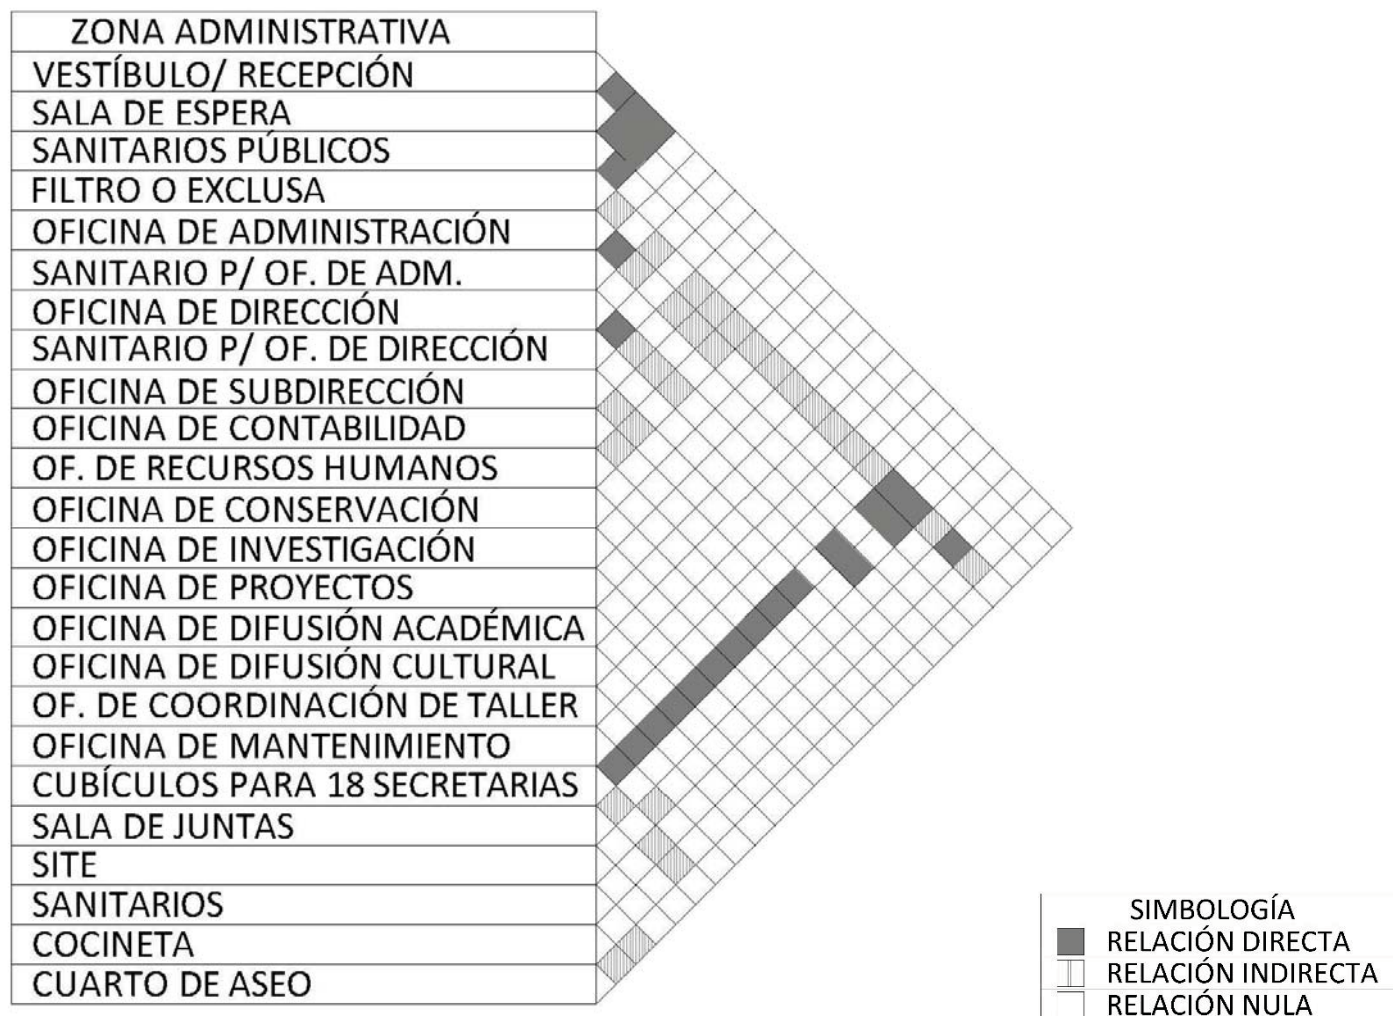 ZONA ADMINISTRATIVA
VESTÍBULO/ RECEPCIÓN
SALA DE ESPERA
SANITARIOS PÚBLICOS
FILTRO O EXCLUSA
OFICINA DE ADMINISTRACIÓN
SANITARIO P/ OF. DE ADM.
OFICINA DE DIRECCIÓN
SANITARIO P/ OF. DE DIRECCIÓN
OFICINA DE SUBDIRECCIÓN
OFICINA DE CONTABILIDAD
OF. DE RECURSOS HUMANOS
OFICINA DE CONSERVACIÓN
OFICINA DE INVESTIGACIÓN
OFICINA DE PROYECTOS
OFICINA DE DIFUSIÓN ACADÉMICA
OFICINA DE DIFUSIÓN CULTURAL
OF. DE COORDINACIÓN DE TALLER
OFICINA DE MANTENIMIENTO
CUBÍCULOS PARA 18 SECRETARIAS
SALA DE JUNTAS
SITE
SANITARIOS
COCINETA
CUARTO DE ASEO
SIMBOLOGÍA
RELACIÓN DIRECTA
RELACIÓN INDIRECTA
RELACIÓN NULA